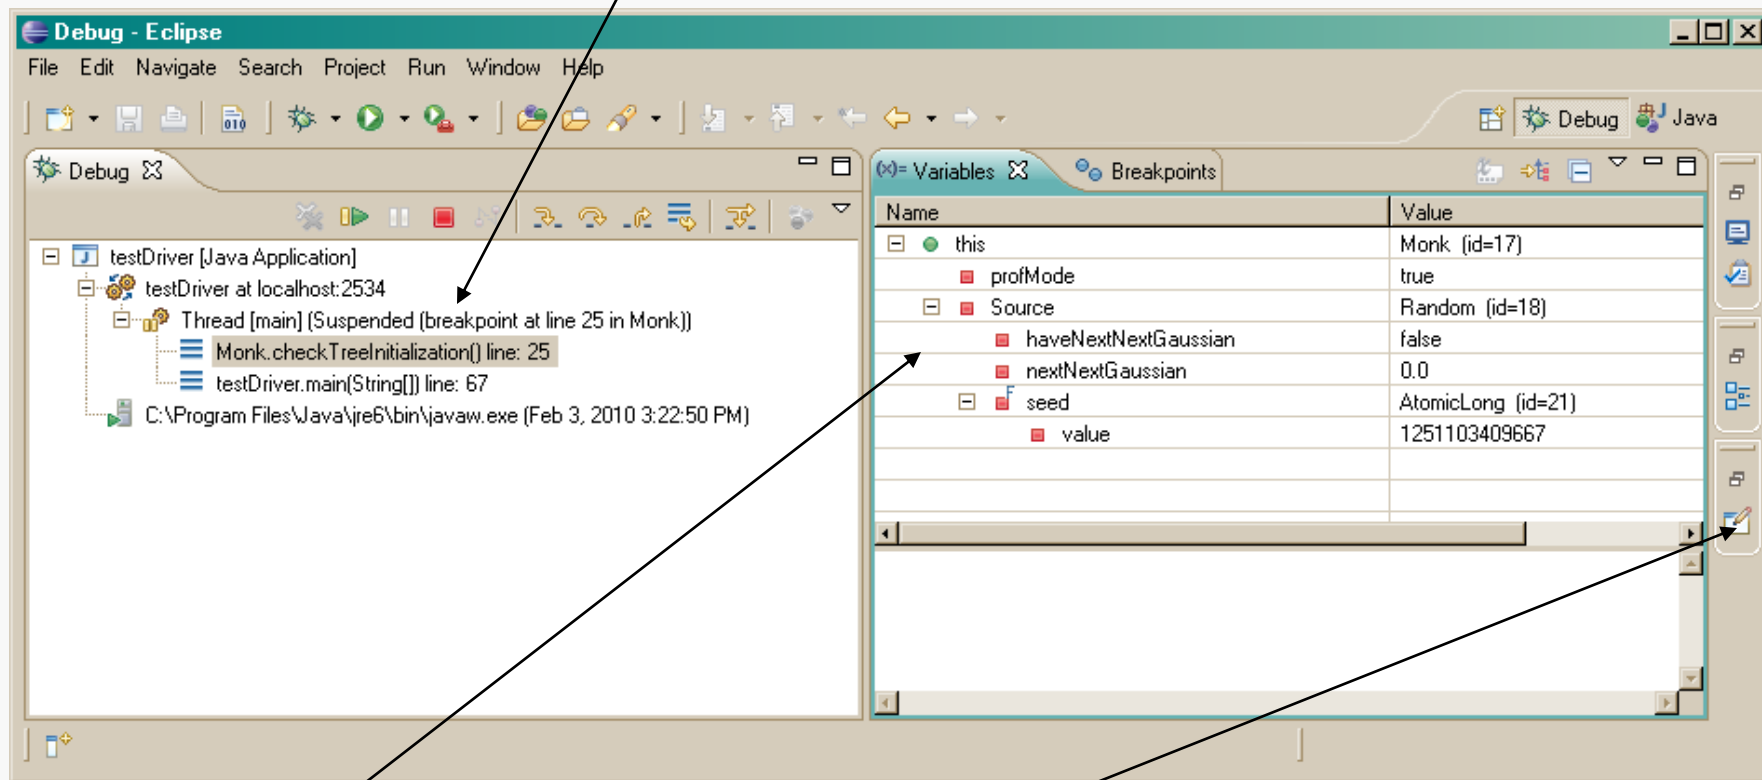 Debug - Eclipse
File Edit Navigate Search Project Run Window Help
010
Debug Java
Debug
(x)= Variables Breakpoints
Name Value
testDriver [Java Application]
testDriver at localhost:2534
Thread [main] (Suspended (breakpoint at line 25 in Monk))
Monk.checkTreeInitialization() line: 25
testDriver.main(String[]) line: 67
C:\Program Files\Java\jre6\bin\javaw.exe (Feb 3, 2010 3:22:50 PM)
this Monk (id=17)
profMode true
Source Random (id=18)
haveNextNextGaussian false
nextNextGaussian 0.0
F
seed AtomicLong (id=21)
value 1251103409667